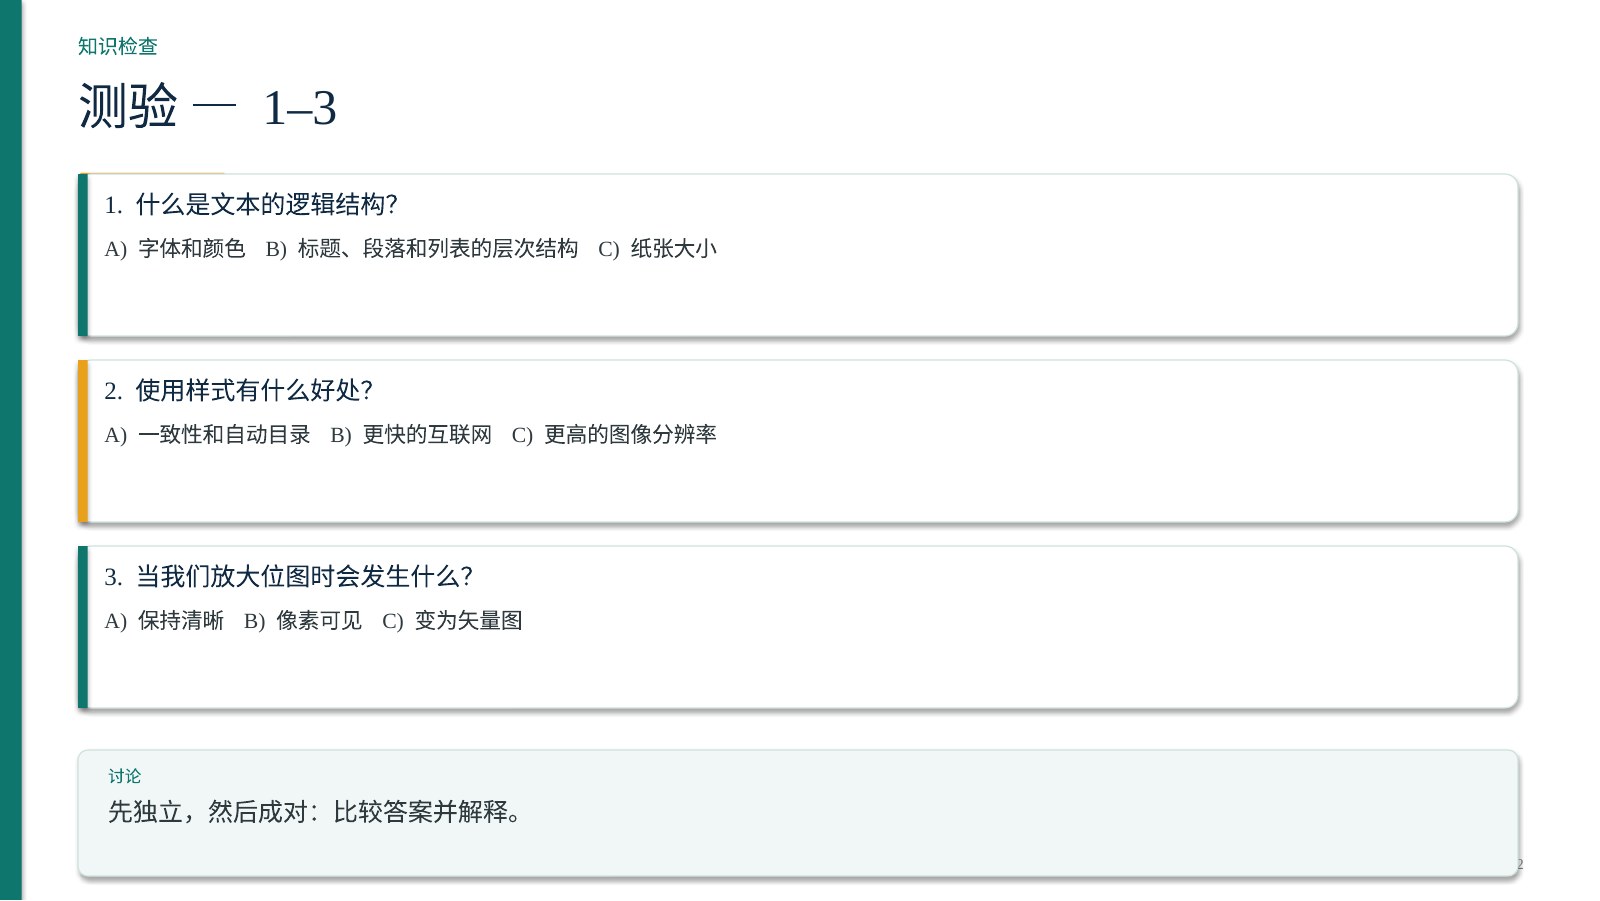 知识检查
测验 — 1–3
1. 什么是文本的逻辑结构？
A) 字体和颜色 B) 标题、段落和列表的层次结构 C) 纸张大小
2. 使用样式有什么好处？
A) 一致性和自动目录 B) 更快的互联网 C) 更高的图像分辨率
3. 当我们放大位图时会发生什么？
A) 保持清晰 B) 像素可见 C) 变为矢量图
讨论
先独立，然后成对：比较答案并解释。